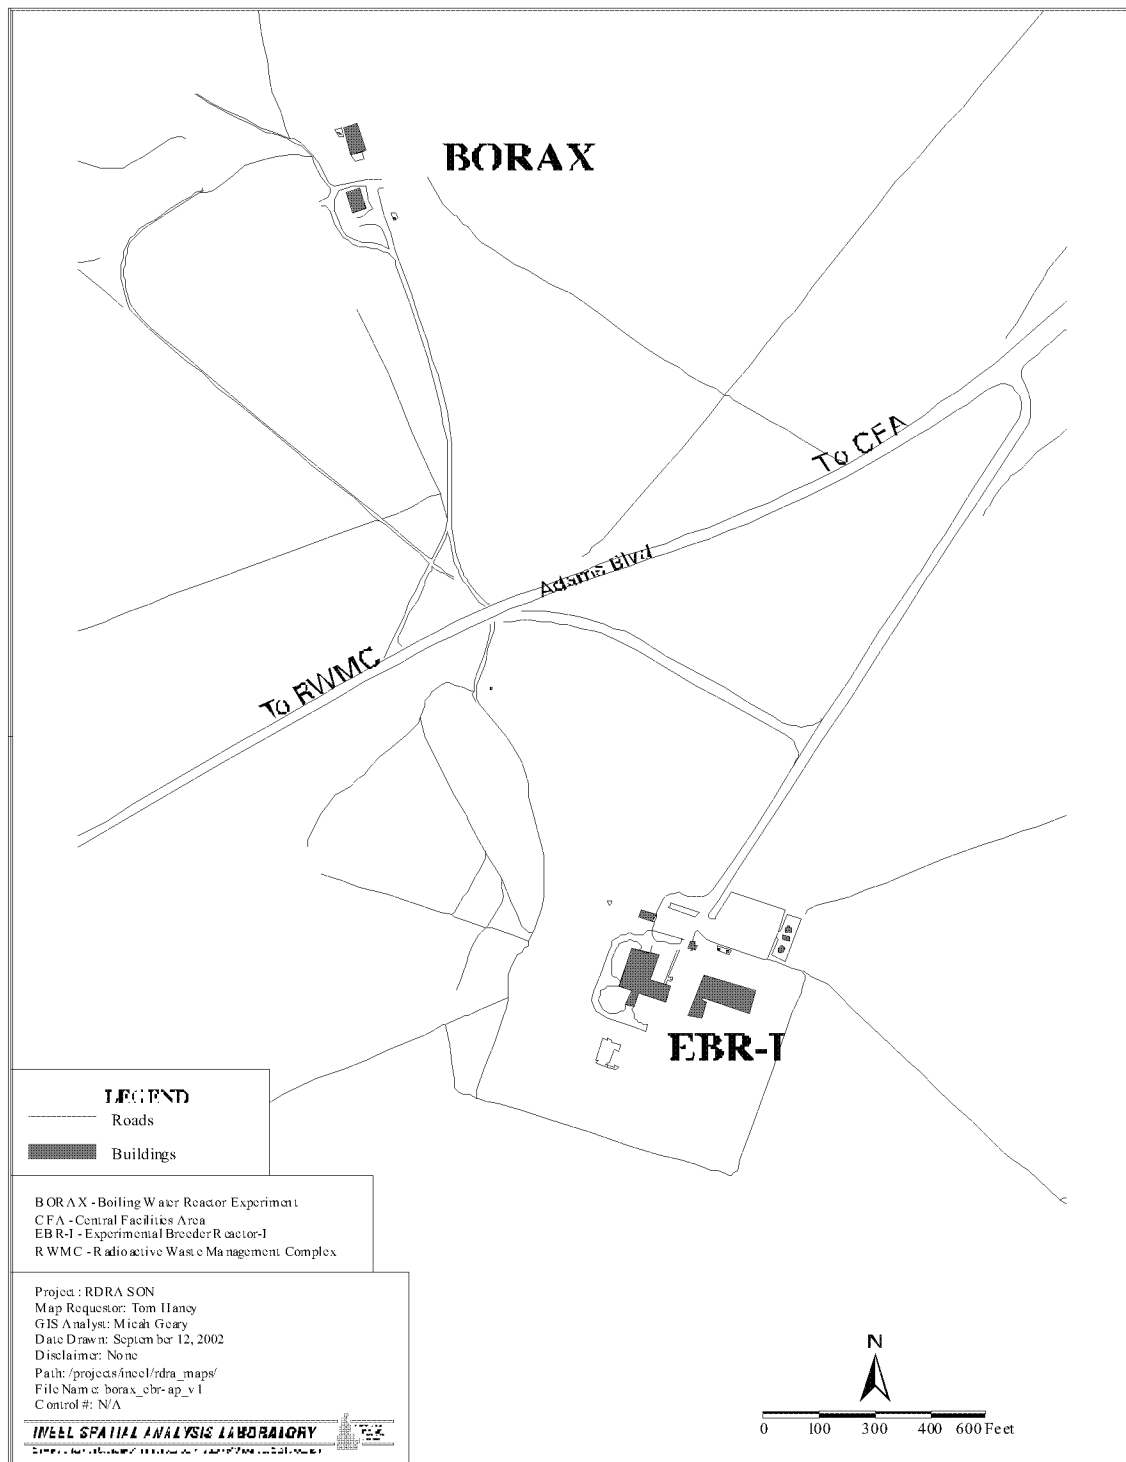 BORAX
To CFA
Adams Blvd
To RWMC
EBR-I
LEGEND
Roads
Buildings
BORAX - Boiling Water Reactor Experiment
CFA - Central Facilities Area
EBR-I - Experimental Breeder Reactor-I
RWMC - Radioactive Waste Management Complex
Project: RDRA SON
Map Requestor: Tom Haney
GIS Analyst: Micah Geary
Date Drawn: September 12, 2002
Disclaimer: None
Path: /projects/ineel/rdra_maps/
File Name: borax_ebr-ap_v1
Control #: N/A
INEEL SPATIAL ANALYSIS LABORATORY
N
0 100 300 400 600 Feet